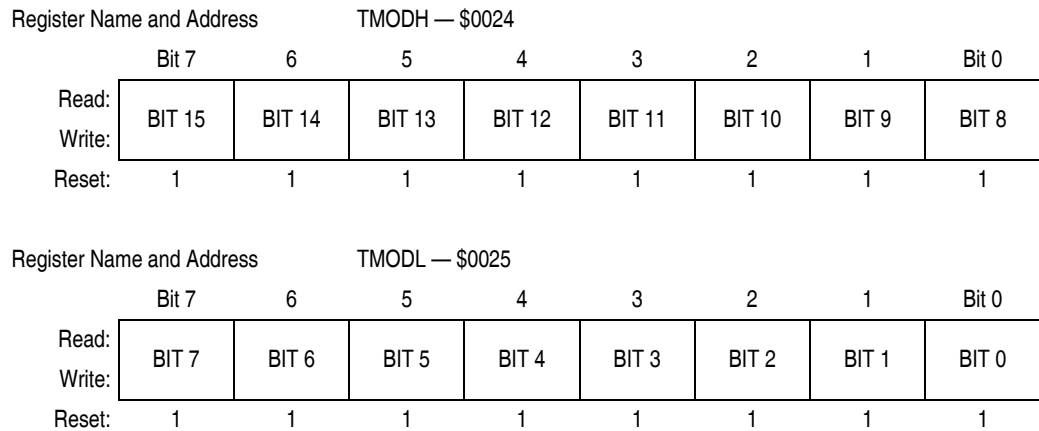 Register Name and Address TMODH — $0024
Bit 7 6 5 4 3 2 1 Bit 0
Read:
BIT 15 BIT 14 BIT 13 BIT 12 BIT 11 BIT 10 BIT 9 BIT 8
Write:
Reset: 1 1 1 1 1 1 1 1
Register Name and Address TMODL — $0025
Bit 7 6 5 4 3 2 1 Bit 0
Read:
BIT 7 BIT 6 BIT 5 BIT 4 BIT 3 BIT 2 BIT 1 BIT 0
Write:
Reset: 1 1 1 1 1 1 1 1